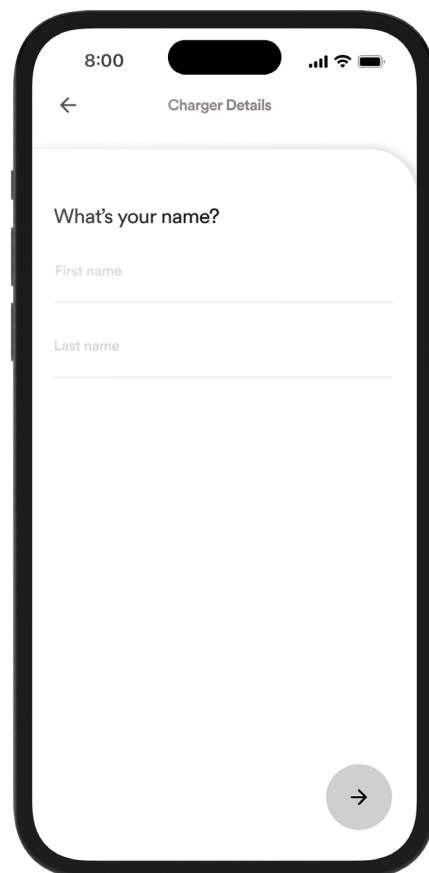 8:00
Charger Details
What's your name?
First name
Last name